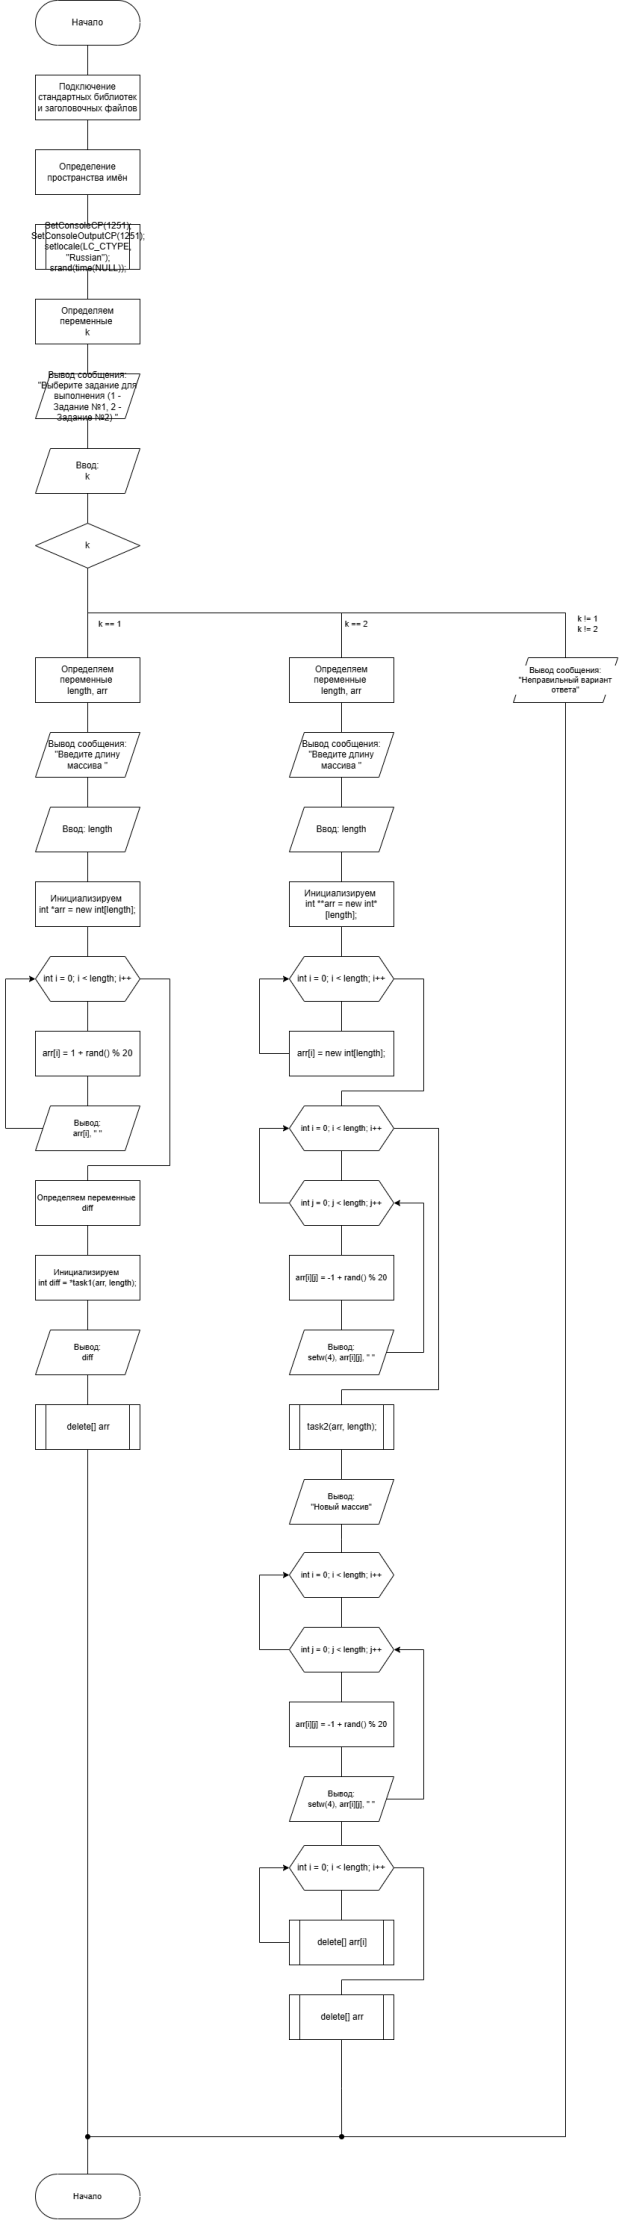 Начало
Подключение
стандартных библиотек
и заголовочных файлов
Определение
пространства имён
SetConsoleCP(1251);
SetConsoleOutputCP(1251);
setlocale(LC_CTYPE,
"Russian");
srand(time(NULL));
Определяем
переменные
k
Вывод сообщения:
"Выберите задание для
выполнения (1 -
Задание №1, 2 -
Задание №2) "
Ввод:
k
k
k == 1
Определяем
переменные
length, arr
Вывод сообщения:
"Введите длину
массива "
Ввод: length
Инициализируем
int *arr = new int[length];
int i = 0; i < length; i++
arr[i] = 1 + rand() % 20
Вывод:
arr[i], " "
Определяем переменные
diff
Инициализируем
int diff = *task1(arr, length);
Вывод:
diff
delete[] arr
k == 2
Определяем
переменные
length, arr
Вывод сообщения:
"Введите длину
массива "
Ввод: length
Инициализируем
int **arr = new int*
[length];
int i = 0; i < length; i++
arr[i] = new int[length];
int i = 0; i < length; i++
int j = 0; j < length; j++
arr[i][j] = -1 + rand() % 20
Вывод:
setw(4), arr[i][j], " "
task2(arr, length);
Вывод:
"Новый массив"
int i = 0; i < length; i++
int j = 0; j < length; j++
arr[i][j] = -1 + rand() % 20
Вывод:
setw(4), arr[i][j], " "
int i = 0; i < length; i++
delete[] arr[i]
delete[] arr
k != 1
k != 2
Вывод сообщения:
"Неправильный вариант
ответа"
Начало